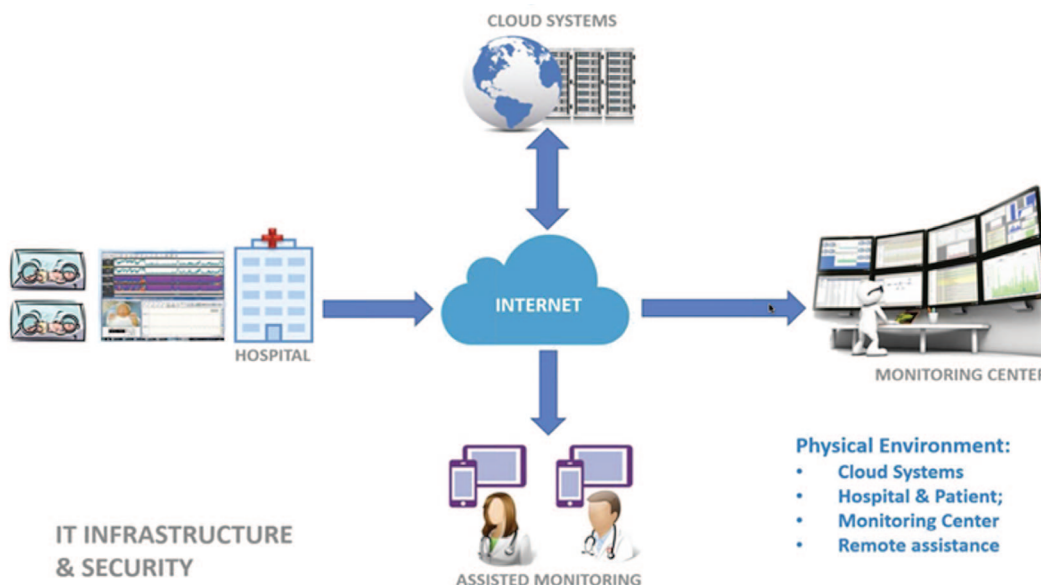 CLOUD SYSTEMS
INTERNET
HOSPITAL
MONITORING CENTER
Physical Environment:
• Cloud Systems
• Hospital & Patient;
• Monitoring Center
• Remote assistance
IT INFRASTRUCTURE
& SECURITY
ASSISTED MONITORING